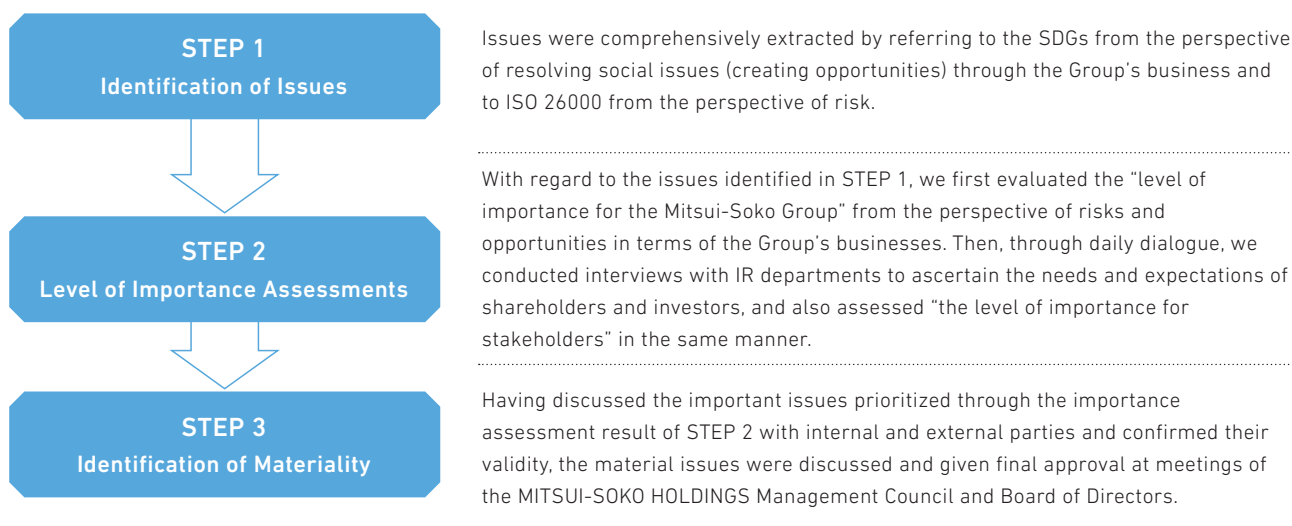 STEP 1
Identification of Issues
Issues were comprehensively extracted by referring to the SDGs from the perspective
of resolving social issues (creating opportunities) through the Group’s business and
to ISO 26000 from the perspective of risk.
STEP 2
Level of Importance Assessments
With regard to the issues identified in STEP 1, we first evaluated the “level of
importance for the Mitsui-Soko Group” from the perspective of risks and
opportunities in terms of the Group’s businesses. Then, through daily dialogue, we
conducted interviews with IR departments to ascertain the needs and expectations of
shareholders and investors, and also assessed “the level of importance for
stakeholders” in the same manner.
STEP 3
Identification of Materiality
Having discussed the important issues prioritized through the importance
assessment result of STEP 2 with internal and external parties and confirmed their
validity, the material issues were discussed and given final approval at meetings of
the MITSUI-SOKO HOLDINGS Management Council and Board of Directors.